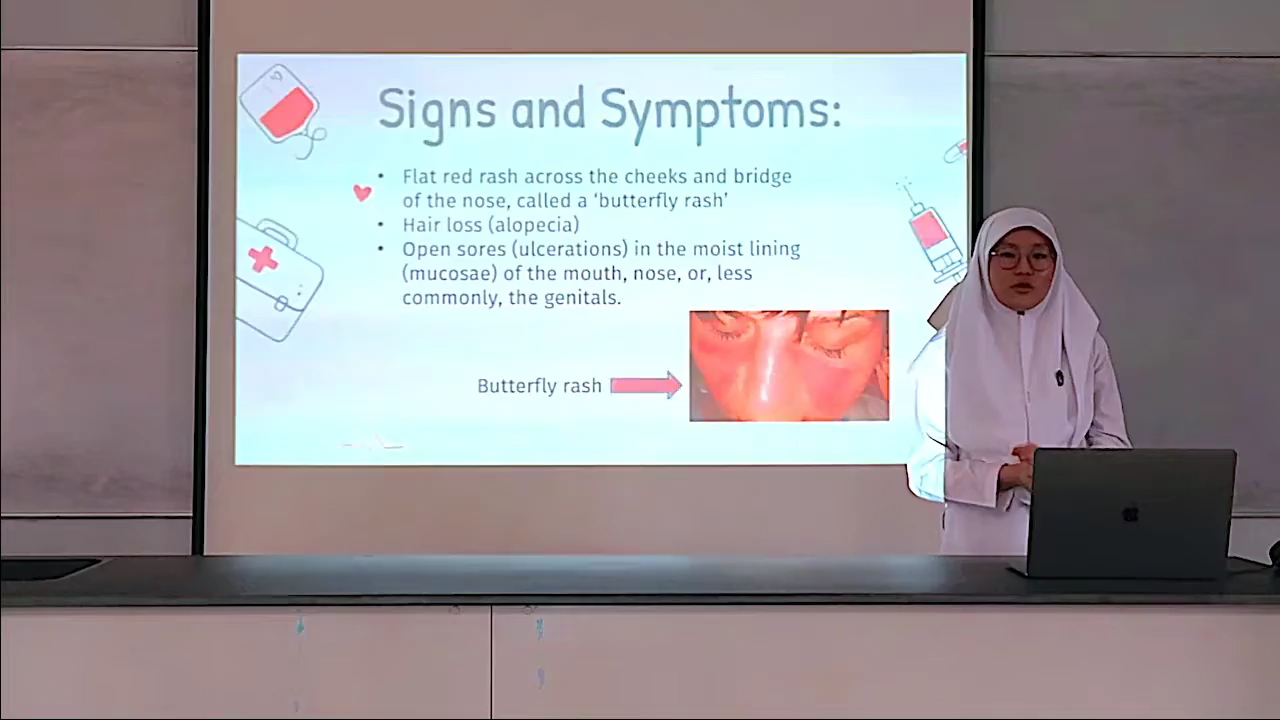 Signs and Symptoms:
• Flat red rash across the cheeks and bridge
of the nose, called a ‘butterfly rash’
• Hair loss (alopecia)
• Open sores (ulcerations) in the moist lining
(mucosae) of the mouth, nose, or, less
commonly, the genitals.
Butterfly rash